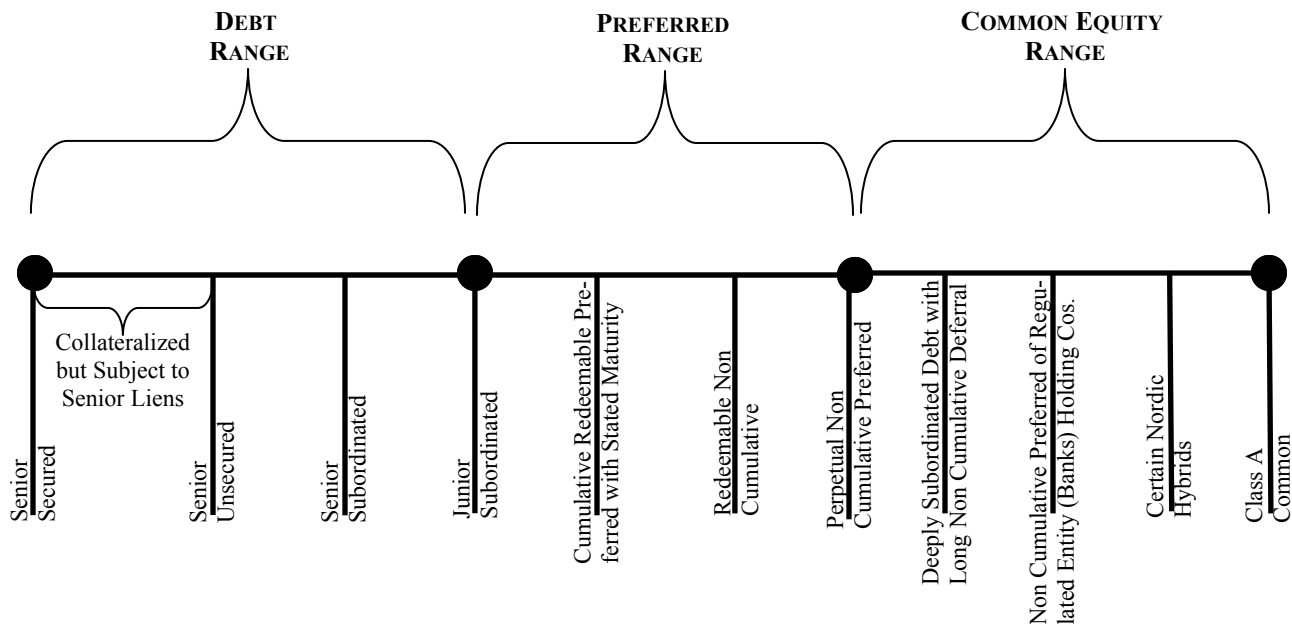 DEBT
RANGE
PREFERRED
RANGE
COMMON EQUITY
RANGE
Collateralized
but Subject to
Senior Liens
Senior
Secured
Senior
Unsecured
Senior
Subordinated
Junior
Subordinated
Cumulative Redeemable Pre-
ferred with Stated Maturity
Redeemable Non
Cumulative
Perpetual Non
Cumulative Preferred
Deeply Subordinated Debt with
Long Non Cumulative Deferral
Non Cumulative Preferred of Regu-
lated Entity (Banks) Holding Cos.
Certain Nordic
Hybrids
Class A
Common